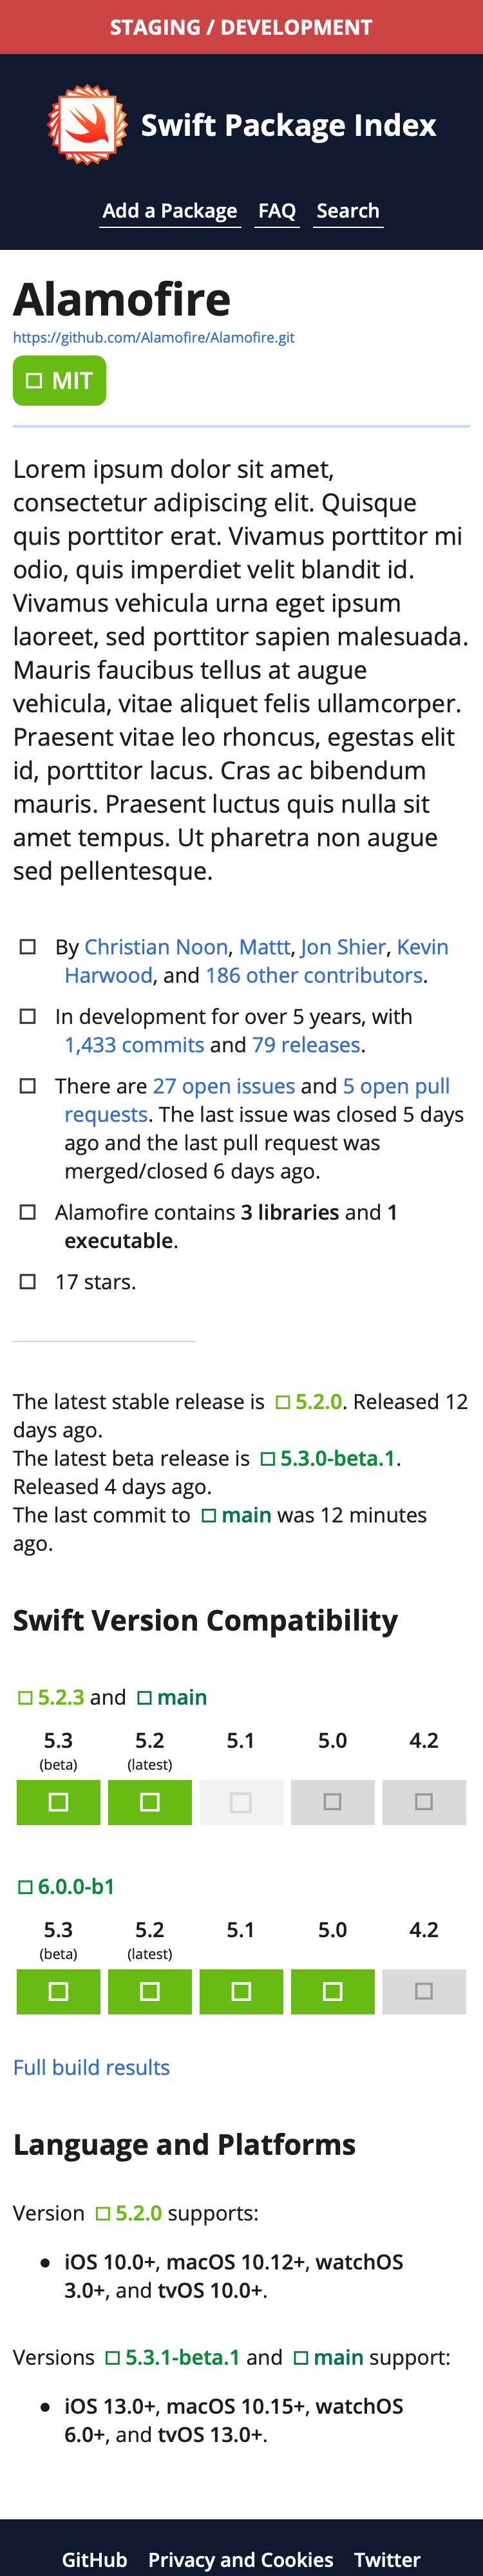 STAGING / DEVELOPMENT
Swift Package Index
Add a Package FAQ Search
Alamofire
https://github.com/Alamofire/Alamofire.git
MIT
Lorem ipsum dolor sit amet,
consectetur adipiscing elit. Quisque
quis porttitor erat. Vivamus porttitor mi
odio, quis imperdiet velit blandit id.
Vivamus vehicula urna eget ipsum
laoreet, sed porttitor sapien malesuada.
Mauris faucibus tellus at augue
vehicula, vitae aliquet felis ullamcorper.
Praesent vitae leo rhoncus, egestas elit
id, porttitor lacus. Cras ac bibendum
mauris. Praesent luctus quis nulla sit
amet tempus. Ut pharetra non augue
sed pellentesque.
By Christian Noon, Mattt, Jon Shier, Kevin
Harwood, and 186 other contributors.
In development for over 5 years, with
1,433 commits and 79 releases.
There are 27 open issues and 5 open pull
requests. The last issue was closed 5 days
ago and the last pull request was
merged/closed 6 days ago.
Alamofire contains 3 libraries and 1
executable.
17 stars.
The latest stable release is 5.2.0. Released 12
days ago.
The latest beta release is 5.3.0-beta.1.
Released 4 days ago.
The last commit to main was 12 minutes
ago.
Swift Version Compatibility
5.2.3 and main
5.3 5.2 5.1 5.0 4.2
(beta) (latest)
6.0.0-b1
5.3 5.2 5.1 5.0 4.2
(beta) (latest)
Full build results
Language and Platforms
Version 5.2.0 supports:
• iOS 10.0+, macOS 10.12+, watchOS
3.0+, and tvOS 10.0+.
Versions 5.3.1-beta.1 and main support:
• iOS 13.0+, macOS 10.15+, watchOS
6.0+, and tvOS 13.0+.
GitHub Privacy and Cookies Twitter